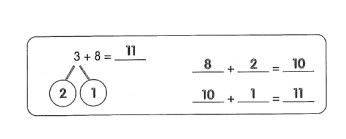 3 + 8 = 11
2 1
8 + 2 = 10
10 + 1 = 11